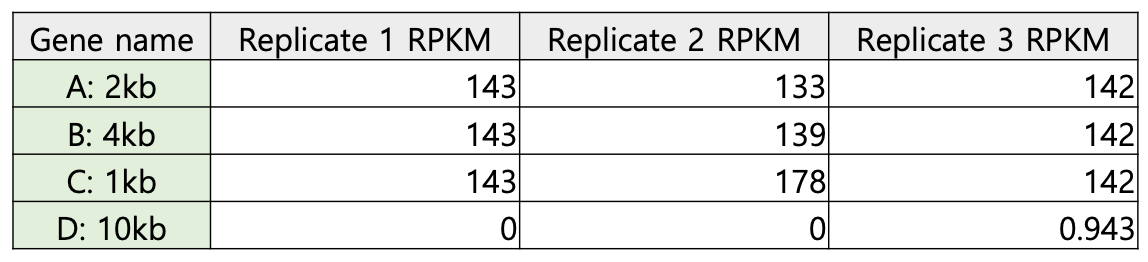 Gene name Replicate 1 RPKM Replicate 2 RPKM Replicate 3 RPKM
A: 2kb 143 133 142
B: 4kb 143 139 142
C: 1kb 143 178 142
D: 10kb 0 0 0.943